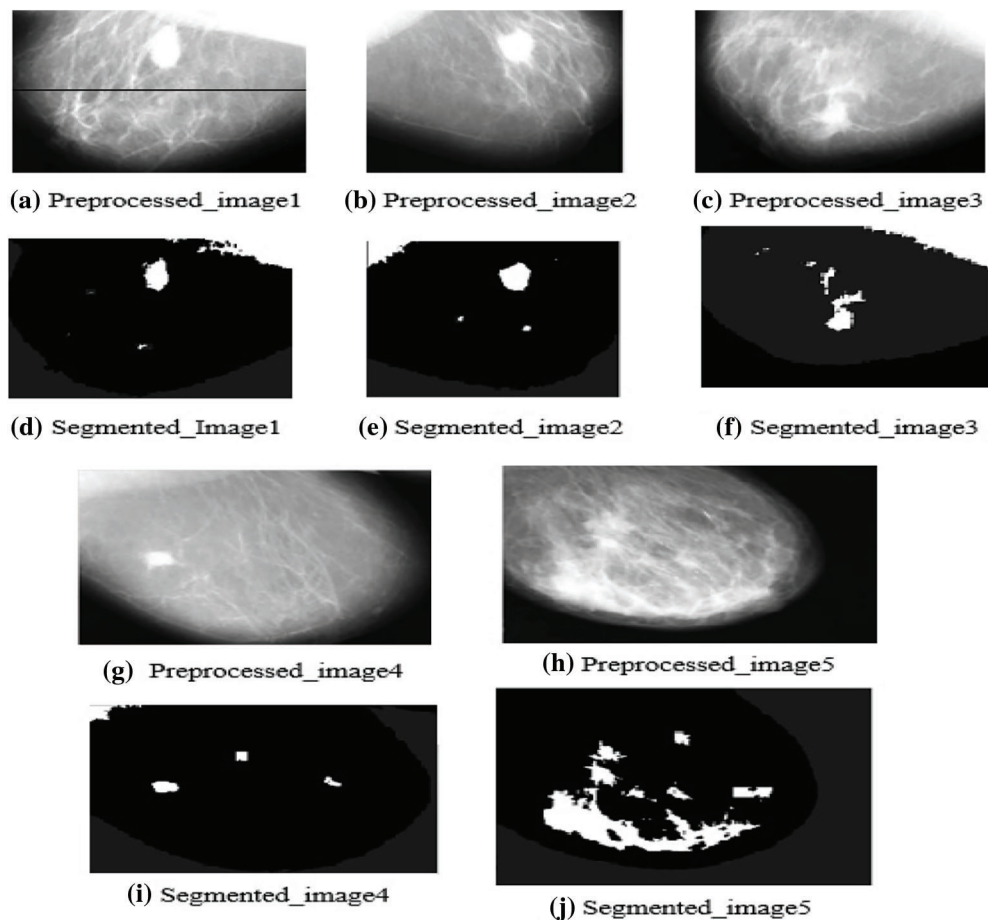 (a) Preprocessed_image1
(b) Preprocessed_image2
(c) Preprocessed_image3
(d) Segmented_Image1
(e) Segmented_image2
(f) Segmented_image3
(g) Preprocessed_image4
(h) Preprocessed_image5
(i) Segmented_image4
(j) Segmented_image5